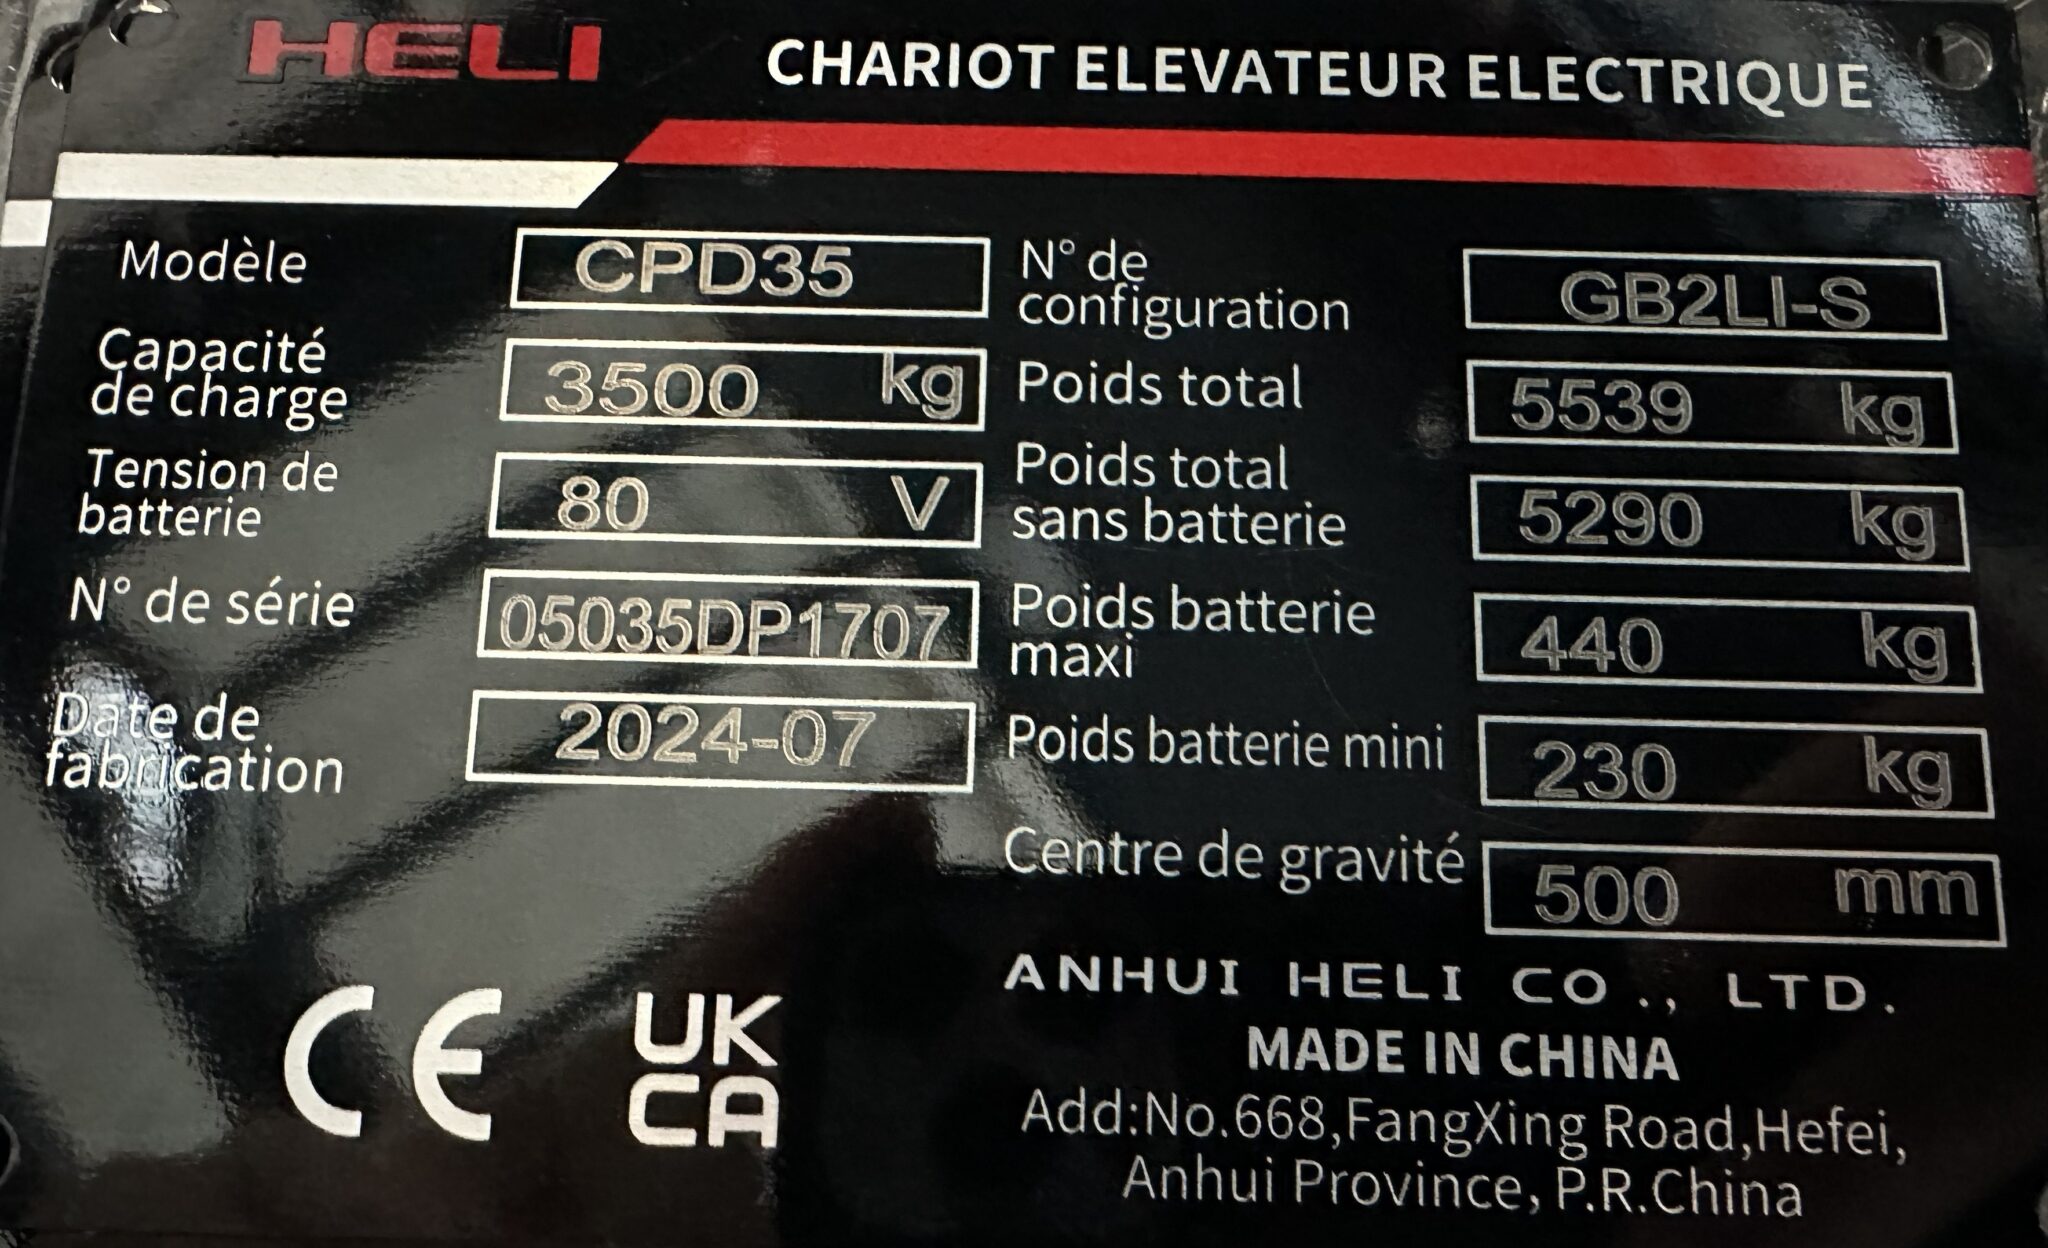 HELI
CHARIOT ELEVATEUR ELECTRIQUE
Modèle CPD35
Capacité
de charge 3500 kg
Tension de
batterie 80 V
N° de série 05035DP1707
Date de
fabrication 2024-07
N° de
configuration GB2LI-S
Poids total 5539 kg
Poids total
sans batterie 5290 kg
Poids batterie
maxi 440 kg
Poids batterie mini 230 kg
Centre de gravité 500 mm
CE
UK
CA
ANHUI HELI CO., LTD.
MADE IN CHINA
Add:No.668,FangXing Road,Hefei,
Anhui Province, P.R.China